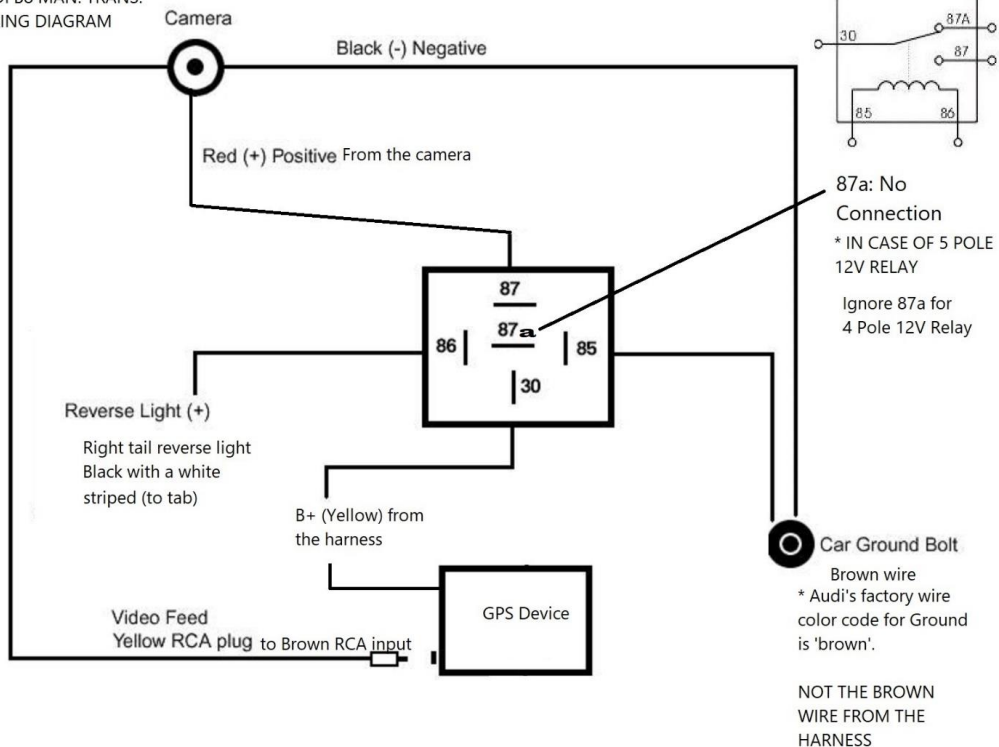 MAN. TRANS.
ING DIAGRAM
Camera
Black (-) Negative
Red (+) Positive From the camera
30
87A
87
85
86
87a: No
Connection
* IN CASE OF 5 POLE
12V RELAY
Ignore 87a for
4 Pole 12V Relay
87
87a
86
85
30
Reverse Light (+)
Right tail reverse light
Black with a white
striped (to tab)
B+ (Yellow) from
the harness
GPS Device
Video Feed
Yellow RCA plug to Brown RCA input
Car Ground Bolt
Brown wire
* Audi's factory wire
color code for Ground
is 'brown'.
NOT THE BROWN
WIRE FROM THE
HARNESS